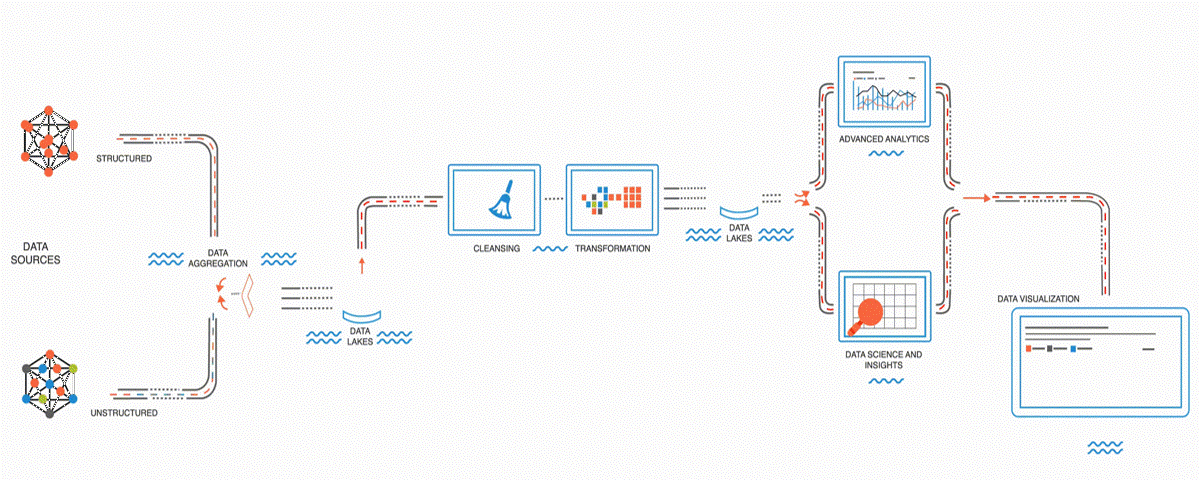 STRUCTURED
DATA
SOURCES
DATA
AGGREGATION
UNSTRUCTURED
DATA
LAKES
CLEANSING
TRANSFORMATION
DATA
LAKES
ADVANCED ANALYTICS
DATA SCIENCE AND
INSIGHTS
DATA VISUALIZATION